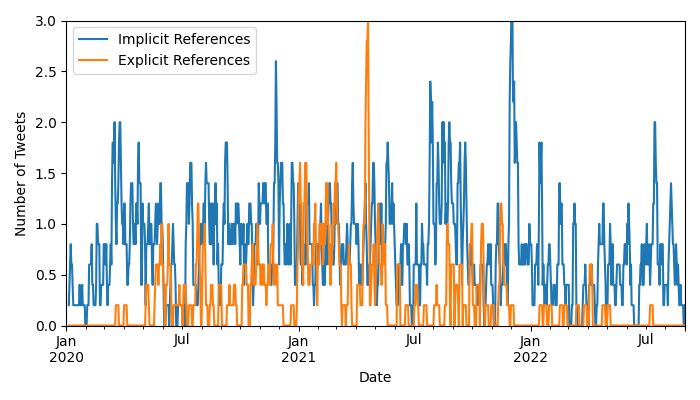 3.0
2.5
2.0
1.5
1.0
0.5
0.0
Number of Tweets
Implicit References
Explicit References
Jan
2020
Jul
Jan
2021
Jul
Jan
2022
Jul
Date